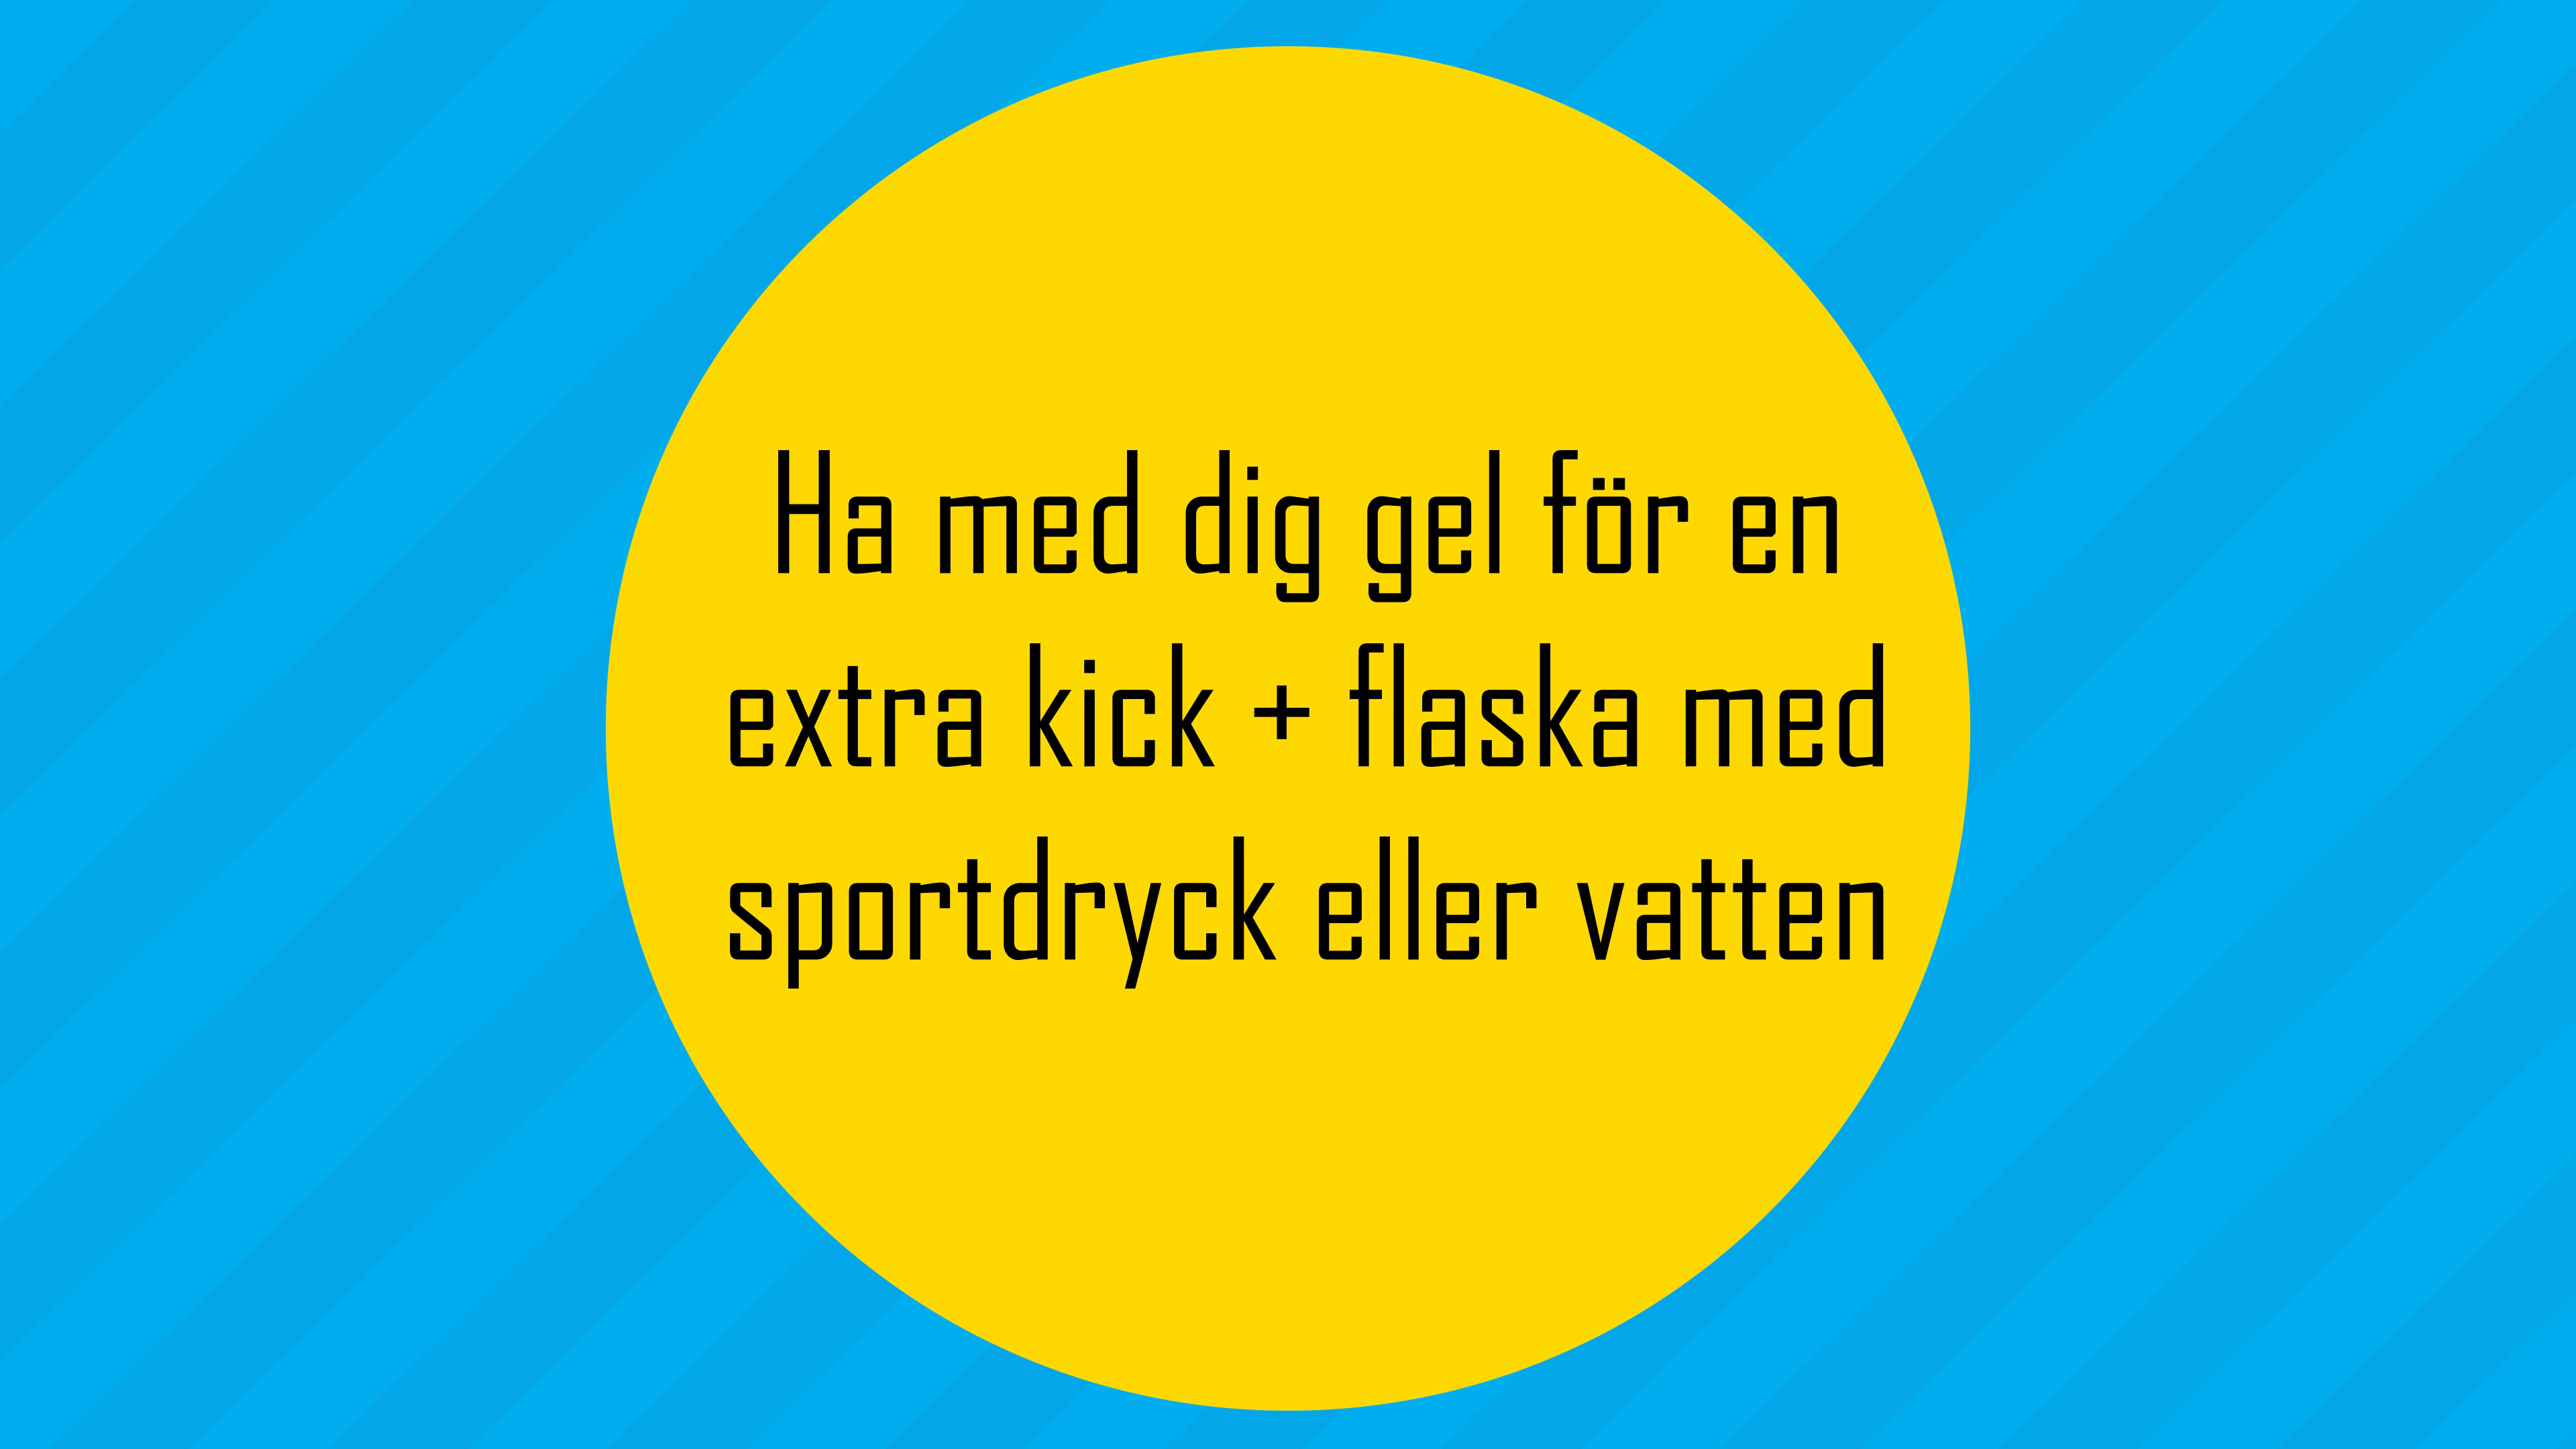 Ha med dig gel för en
extra kick + flaska med
sportdryck eller vatten